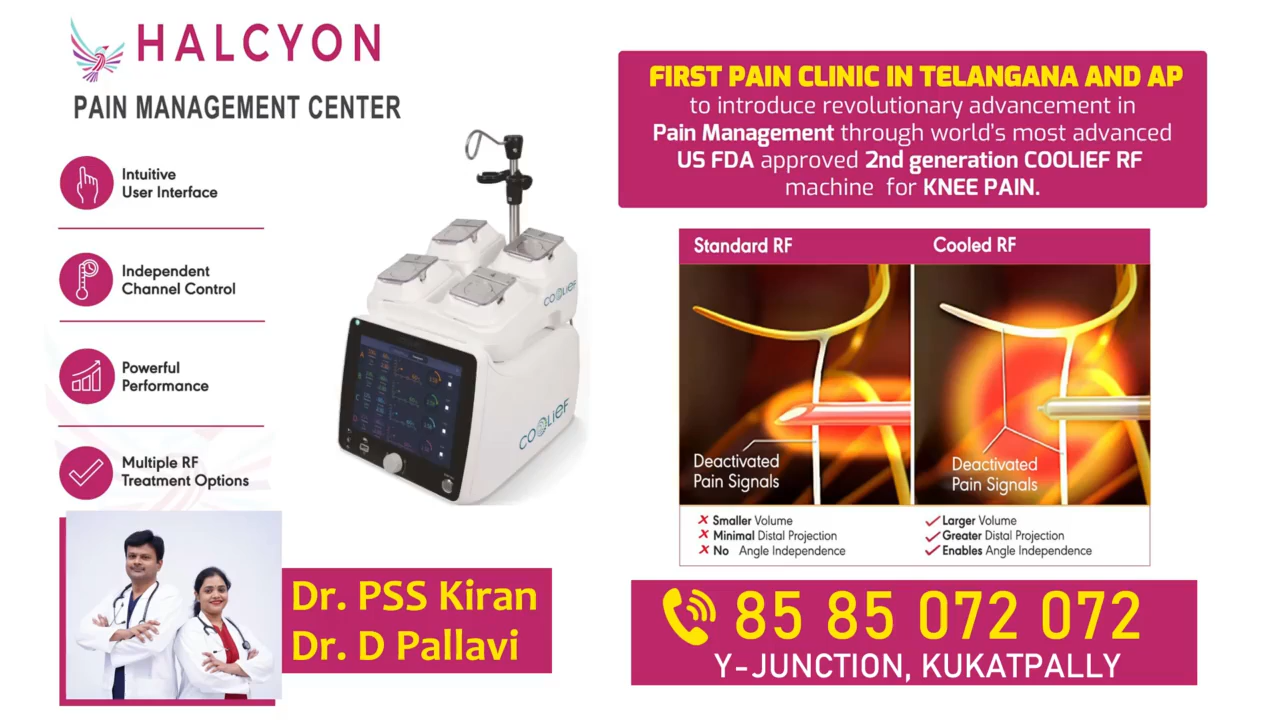 HALCYON
PAIN MANAGEMENT CENTER
Intuitive
User Interface
Independent
Channel Control
Powerful
Performance
Multiple RF
Treatment Options
COOLIEF
COOLIEF
Dr. PSS Kiran
Dr. D Pallavi
FIRST PAIN CLINIC IN TELANGANA AND AP
to introduce revolutionary advancement in
Pain Management through world's most advanced
US FDA approved 2nd generation COOLIEF RF
machine for KNEE PAIN.
Standard RF
Cooled RF
Deactivated
Pain Signals
Deactivated
Pain Signals
✗ Smaller Volume
✗ Minimal Distal Projection
✗ No Angle Independence
✓ Larger Volume
✓ Greater Distal Projection
✓ Enables Angle Independence
85 85 072 072
Y-JUNCTION, KUKATPALLY